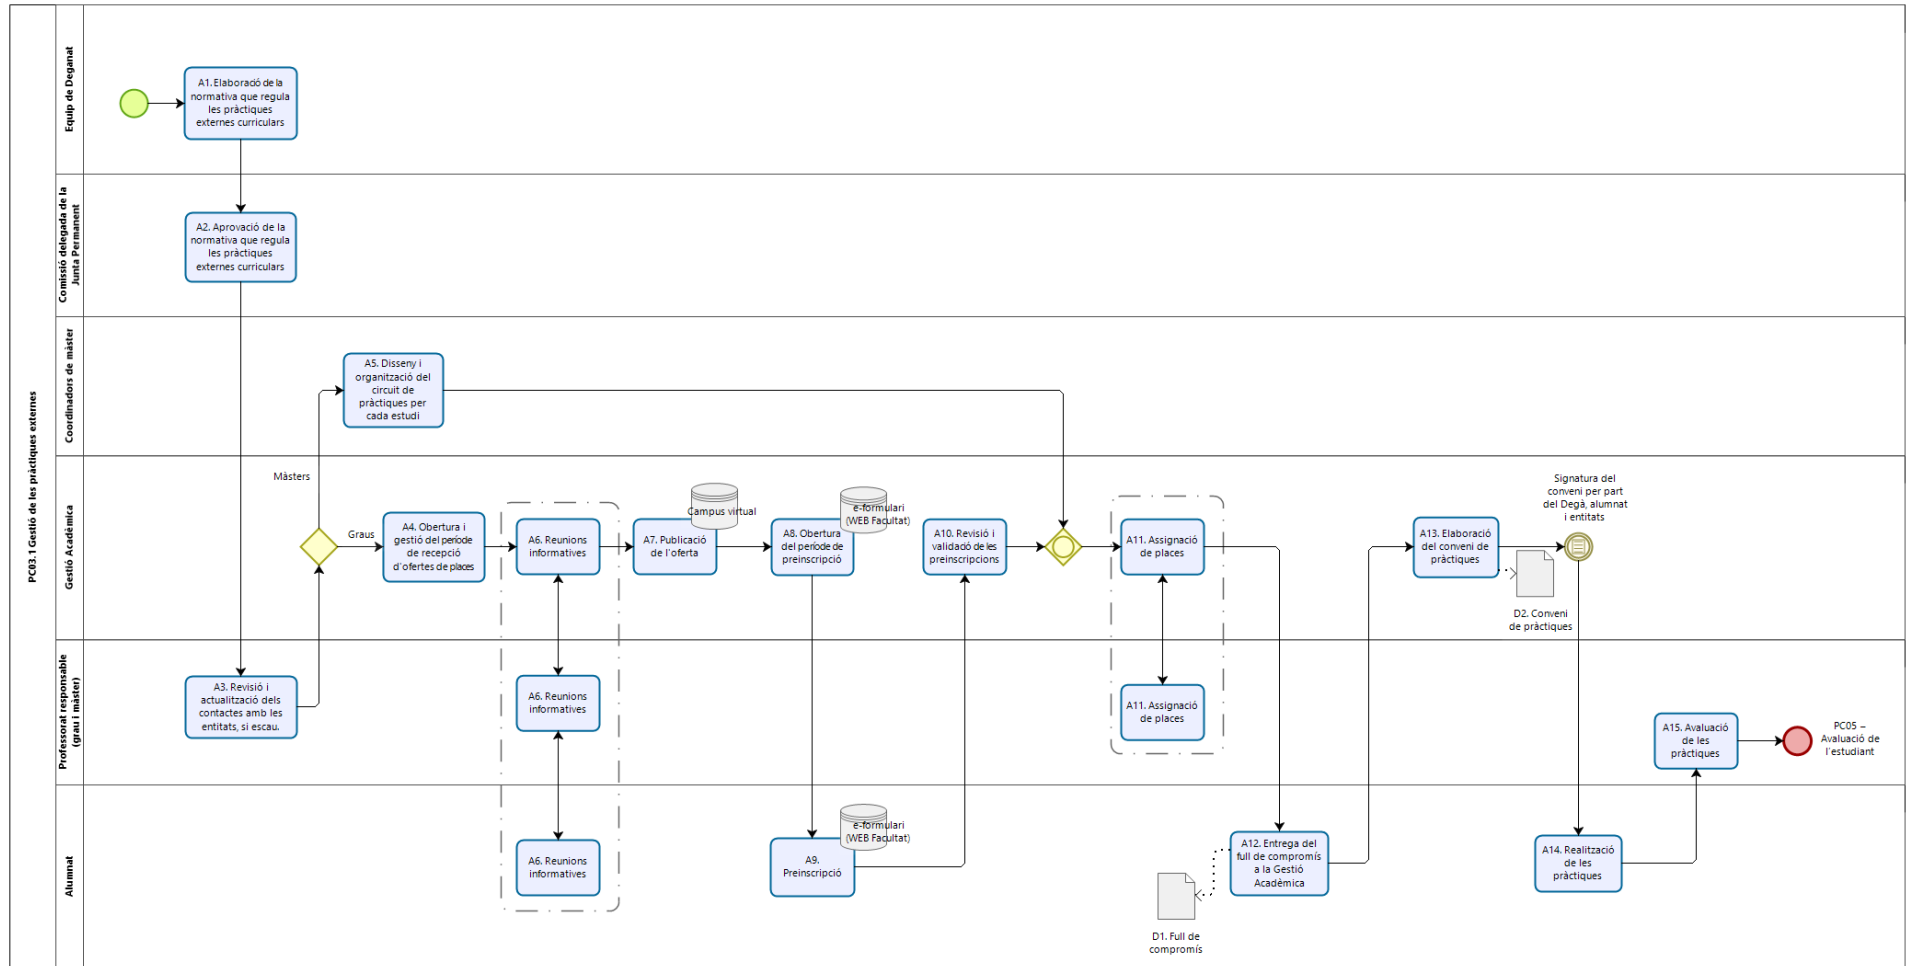 PC03.1 Gestió de les pràctiques externes
Equip de Deganat
A1. Elaboració de la
normativa que regula
les pràctiques
externes curriculars
Comissió delegada de la
Junta Permanent
A2. Aprovació de la
normativa que regula
les pràctiques
externes curriculars
Coordinadors de màster
A5. Disseny i
organització del
circuit de
pràctiques per
cada estudi
Gestió Acadèmica
Màsters
Graus
A4. Obertura i
gestió del període
de recepció
d'ofertes de places
A6. Reunions
informatives
Campus virtual
A7. Publicació
de l'oferta
e-formulari
(WEB Facultat)
A8. Obertura
del període de
preinscripció
A10. Revisió i
validació de les
preinscripcions
A11. Assignació
de places
A13. Elaboració
del conveni de
pràctiques
Signatura del
conveni per part
del Degà, alumnat
i entitats
D2. Conveni
de pràctiques
Professorat responsable
(grau i màster)
A3. Revisió i
actualització dels
contactes amb les
entitats, si escau.
A6. Reunions
informatives
A11. Assignació
de places
A15. Avaluació
de les
pràctiques
PC05 –
Avaluació de
l'estudiant
Alumnat
A6. Reunions
informatives
e-formulari
(WEB Facultat)
A9.
Preinscripció
A12. Entrega del
full de compromís
a la Gestió
Acadèmica
D1. Full de
compromís
A14. Realització
de les
pràctiques